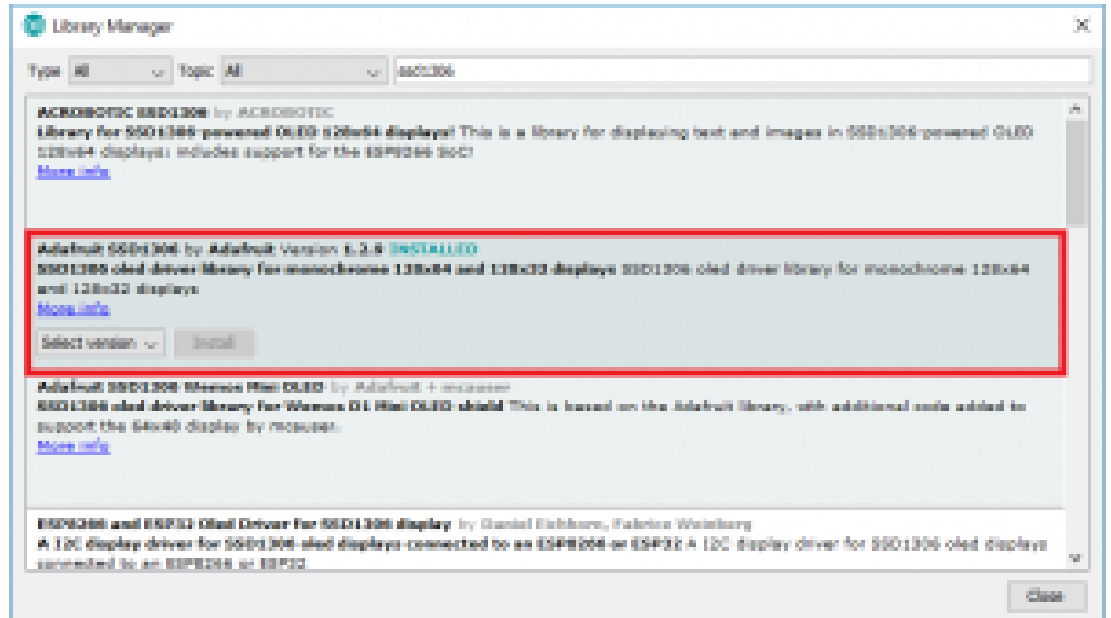 Library Manager
Type All Topic All ssd1306
ACROBOTIC SSD1306 by ACROBOTIC
Library for SSD1306-powered OLED 128x64 displays! This is a library for displaying text and images in SSD1306-powered OLED
128x64 displays; includes support for the ESP8266 SoC!
More info
Adafruit SSD1306 by Adafruit Version INSTALLED
SSD1306 oled driver library for monochrome 128x64 and 128x32 displays SSD1306 oled driver library for monochrome 128x64
and 128x32 displays
More info
Select version Install
Adafruit SSD1306 Wemos Mini OLED by Adafruit + mcauser
SSD1306 oled driver library for Wemos D1 Mini OLED shield This is based on the Adafruit library, with additional code added to
support the 64x48 display by mcauser.
More info
ESP8266 and ESP32 Oled Driver for SSD1306 display by Daniel Eichhorn, Fabrice Weinberg
A I2C display driver for SSD1306 oled displays connected to an ESP8266 or ESP32 A I2C display driver for SSD1306 oled displays
connected to an ESP8266 or ESP32
Close